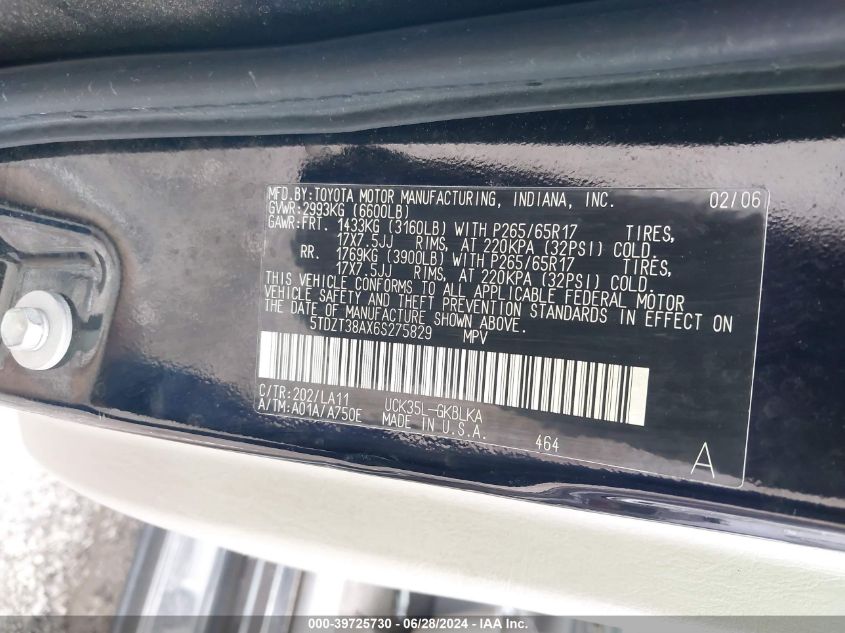 MFD.BY:TOYOTA MOTOR MANUFACTURING, INDIANA, INC. 02/06
GVWR:2993KG (6600LB)
GAWR:FRT. 1433KG (3160LB) WITH P265/65R17 TIRES,
17X7.5JJ RIMS, AT 220KPA (32PSI) COLD.
RR. 1769KG (3900LB) WITH P265/65R17 TIRES,
17X7.5JJ RIMS, AT 220KPA (32PSI) COLD.
THIS VEHICLE CONFORMS TO ALL APPLICABLE FEDERAL MOTOR
VEHICLE SAFETY AND THEFT PREVENTION STANDARDS IN EFFECT ON
THE DATE OF MANUFACTURE SHOWN ABOVE.
5TDZT38AX6S275829 MPV
C/TR:202/LA11 UCK35L-GKBLKA
A/TM:A01A/A750E MADE IN U.S.A. 464 A
000-39725730 - 06/28/2024 - IAAI.COM